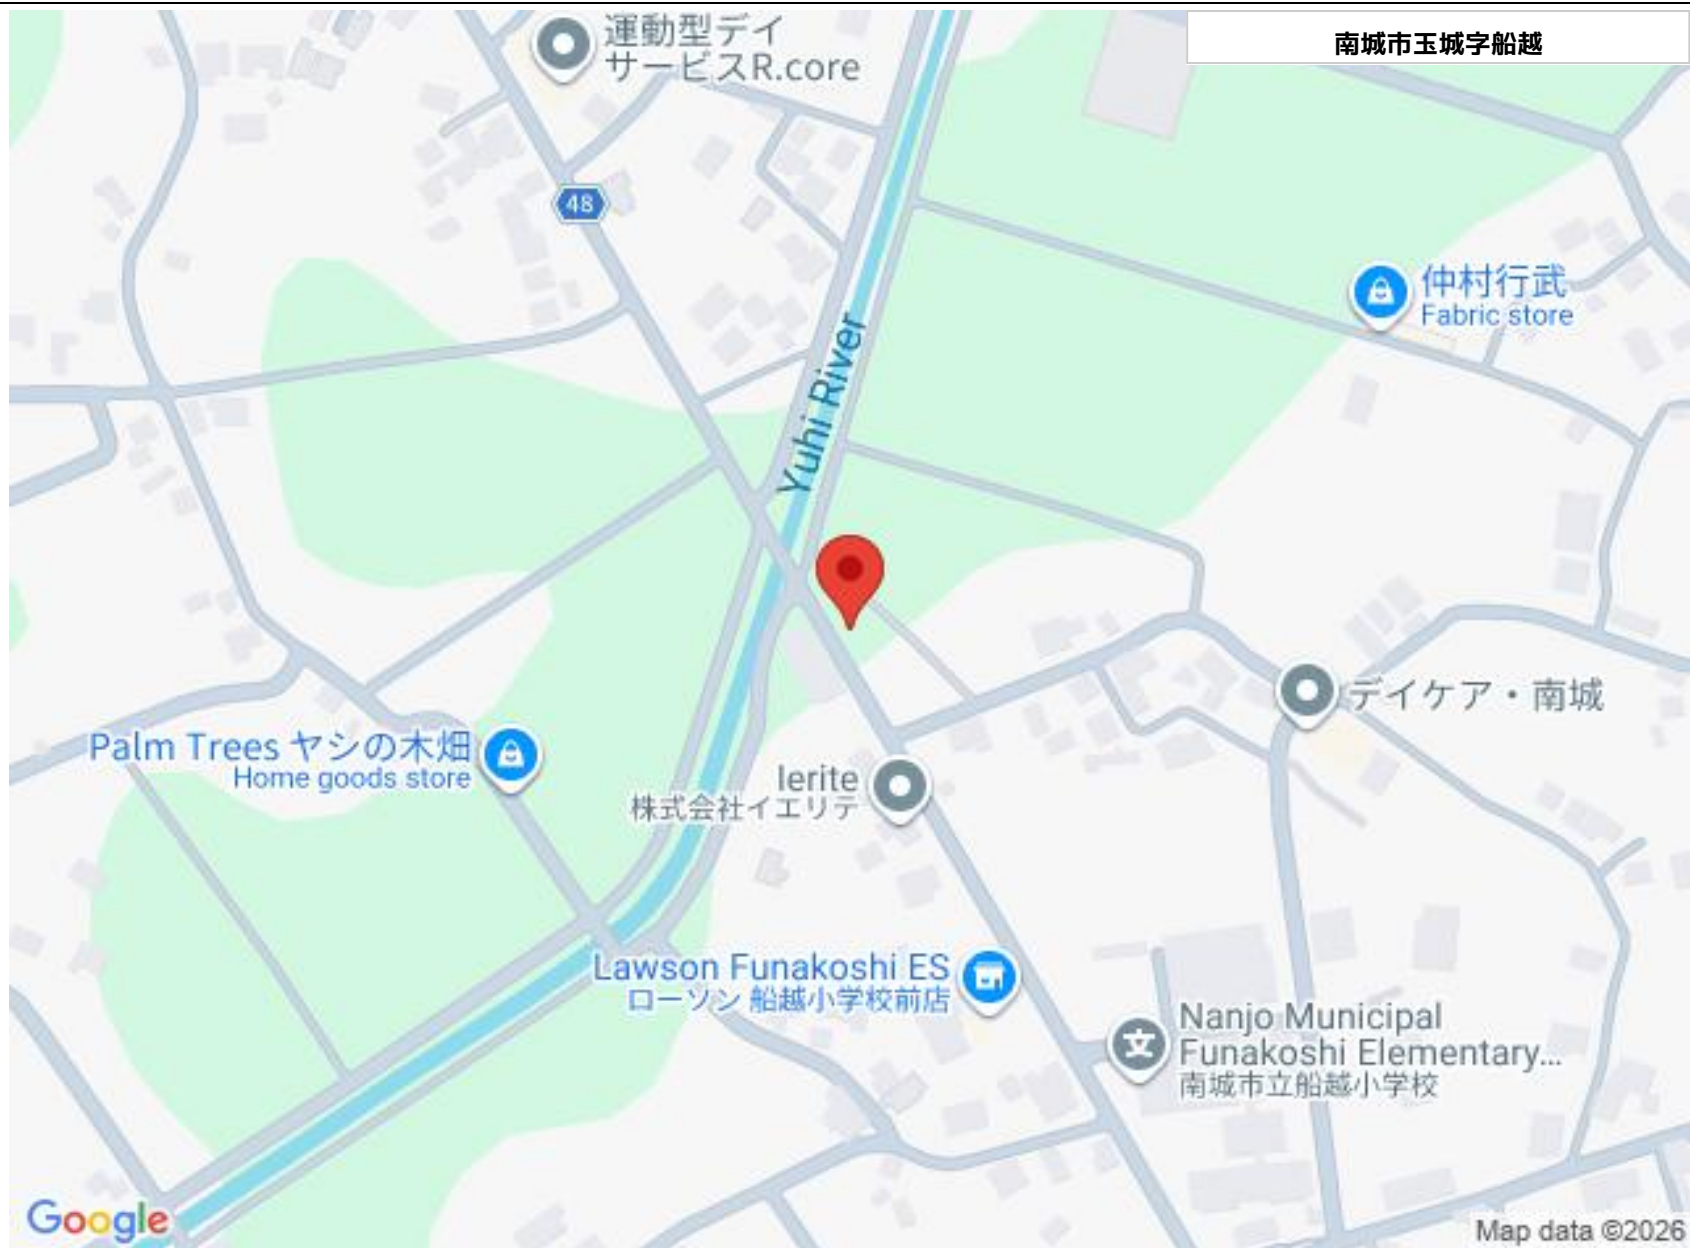 運動型デイ
サービスR.core
南城市玉城字船越
48
仲村行武
Fabric store
Yuhi River
デイケア・南城
Palm Trees ヤシの木畑
Home goods store
Ierite
株式会社イエリテ
Lawson Funakoshi ES
ローソン 船越小学校前店
Nanjo Municipal
Funakoshi Elementary...
南城市立船越小学校
文
Google
Map data ©2026